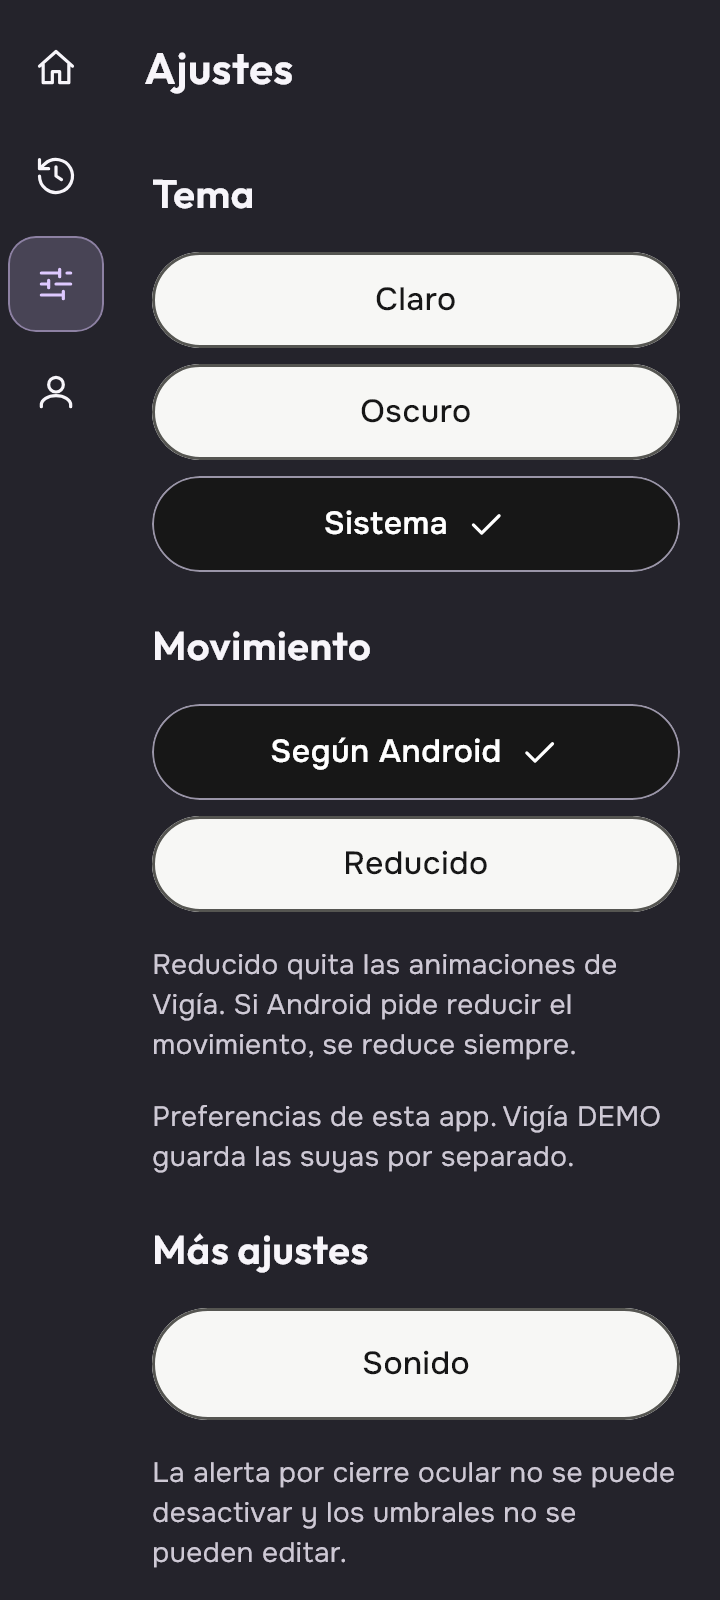 Ajustes
Tema
Claro
Oscuro
Sistema
Movimiento
Según Android
Reducido
Reducido quita las animaciones de
Vigía. Si Android pide reducir el
movimiento, se reduce siempre.
Preferencias de esta app. Vigía DEMO
guarda las suyas por separado.
Más ajustes
Sonido
La alerta por cierre ocular no se puede
desactivar y los umbrales no se
pueden editar.